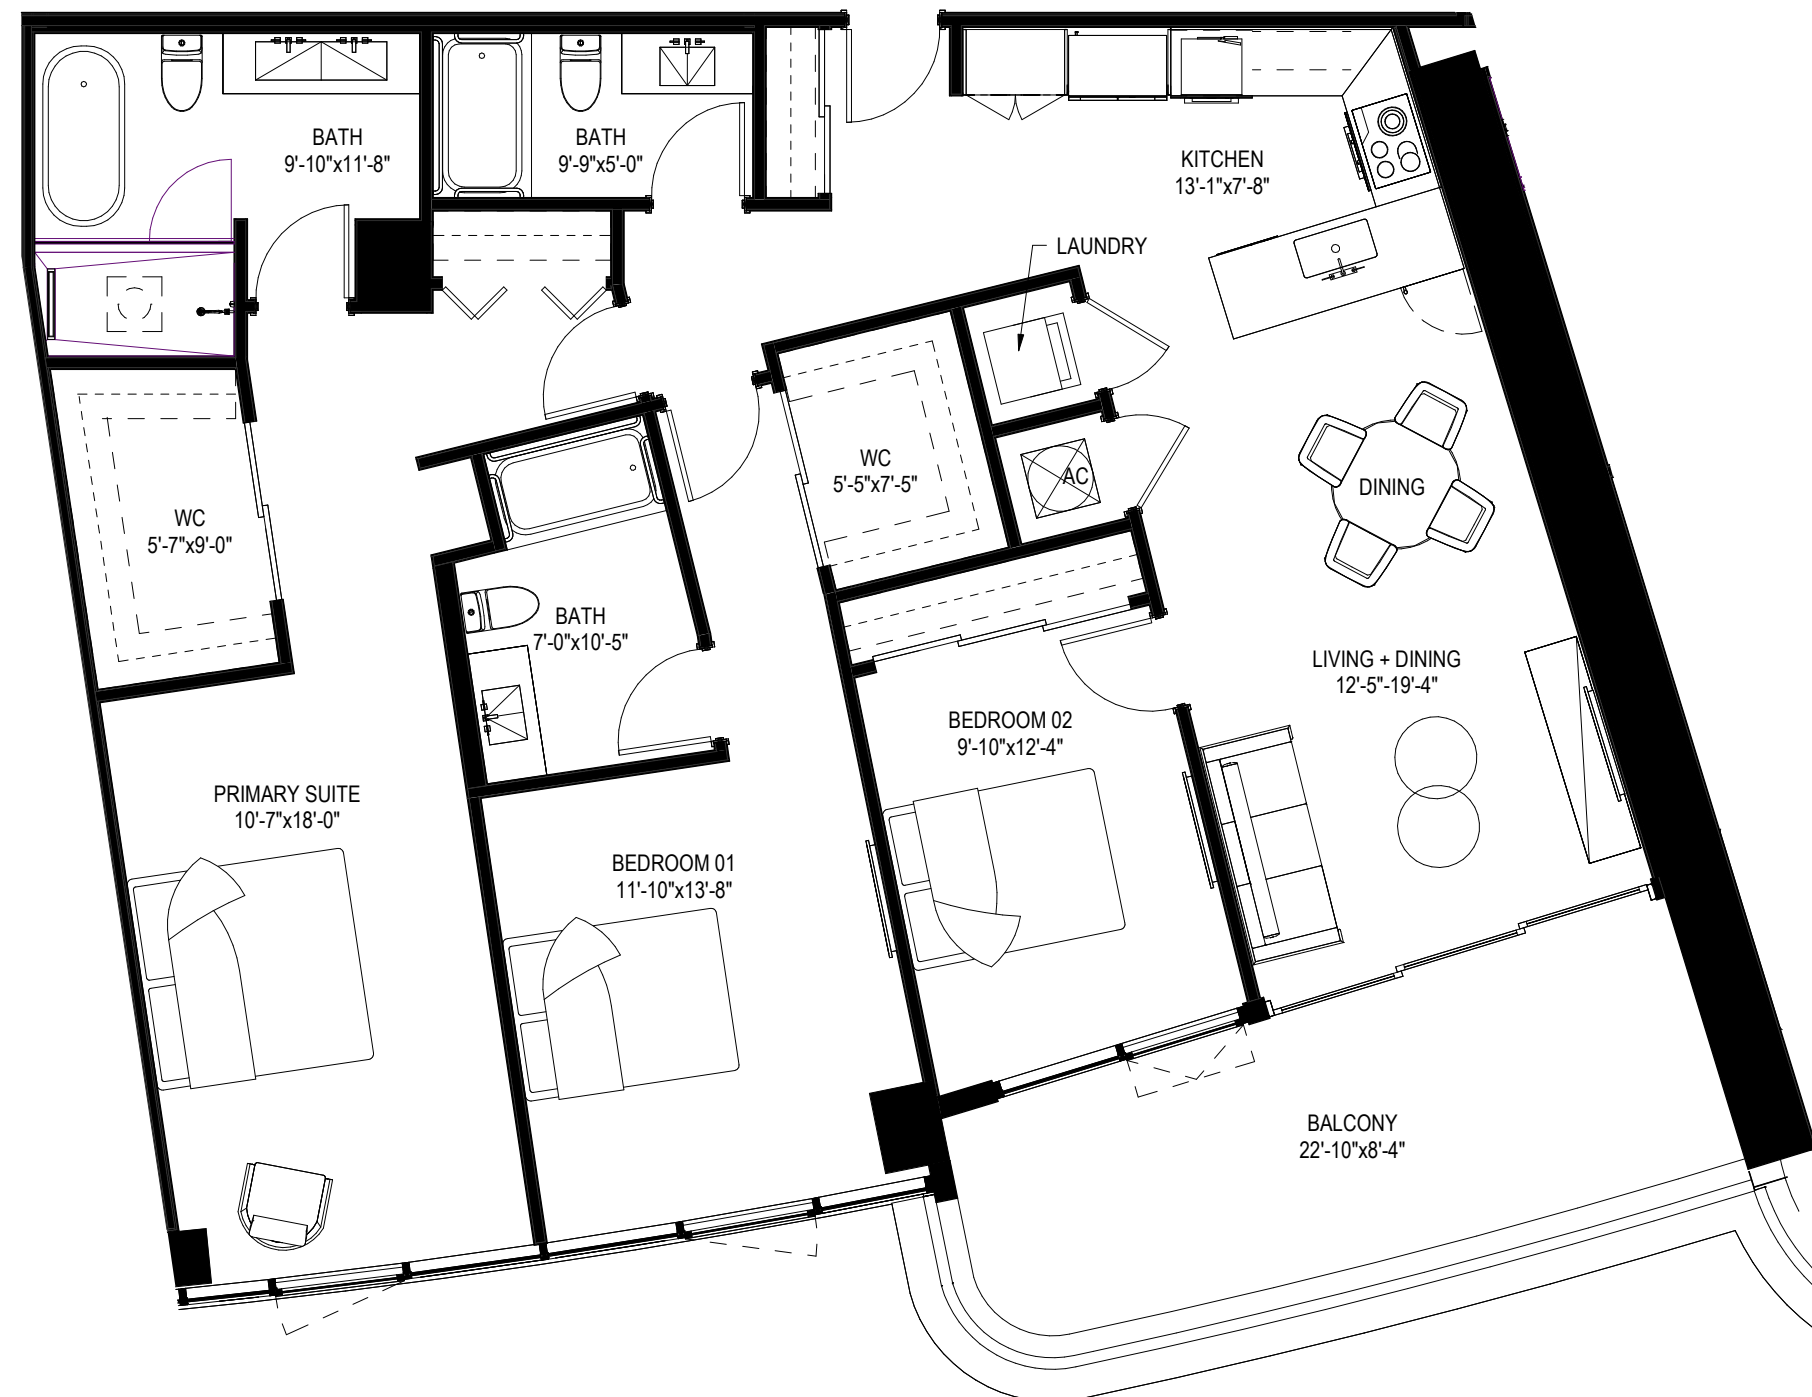 BATH
9'-10"x11'-8"
BATH
9'-9"x5'-0"
KITCHEN
13'-1"x7'-8"
LAUNDRY
WC
5'-5"x7'-5"
AC
DINING
WC
5'-7"x9'-0"
BATH
7'-0"x10'-5"
LIVING + DINING
12'-5"-19'-4"
BEDROOM 02
9'-10"x12'-4"
PRIMARY SUITE
10'-7"x18'-0"
BEDROOM 01
11'-10"x13'-8"
BALCONY
22'-10"x8'-4"